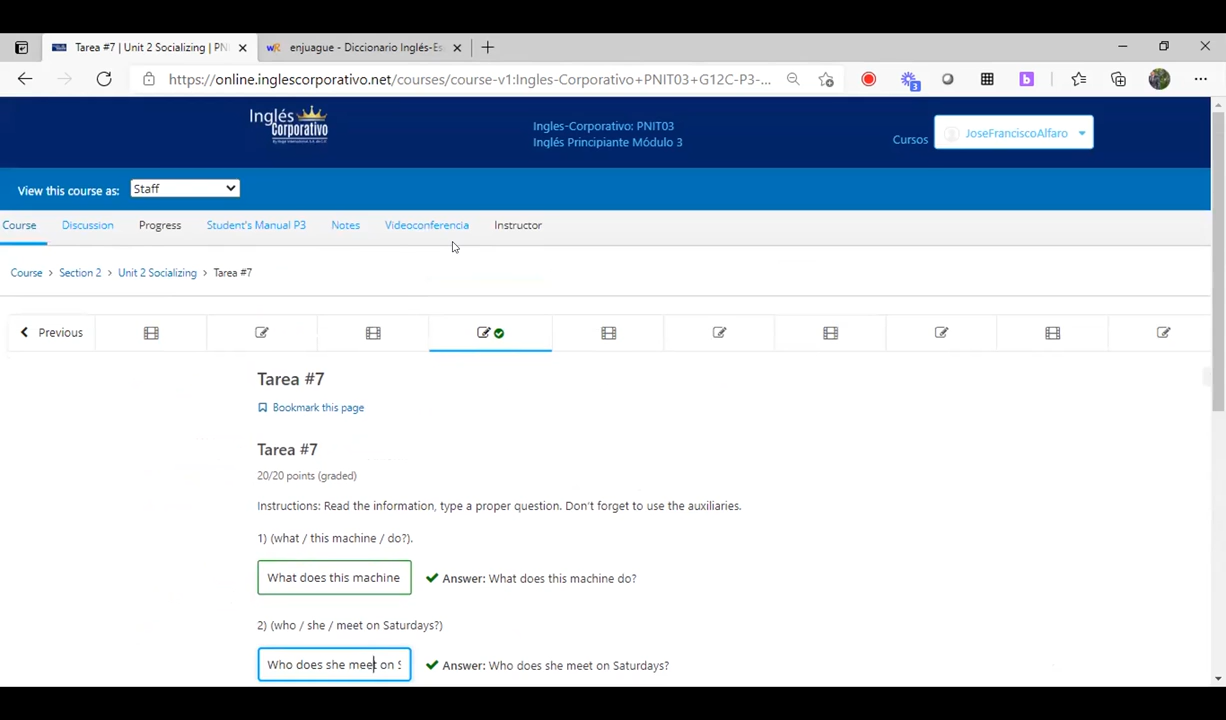 Tarea #7 | Unit 2 Socializing | PN
enjuague - Diccionario Inglés-Es
https://online.inglescorporativo.net/courses/course-v1:Ingles-Corporativo+PNIT03+G12C-P3-...
3
b
Inglés
Corporativo
Ingles-Corporativo: PNIT03
Inglés Principiante Módulo 3
Cursos
JoseFranciscoAlfaro
View this course as:
Staff
Course
Discussion
Progress
Student's Manual P3
Notes
Videoconferencia
Instructor
Course > Section 2 > Unit 2 Socializing > Tarea #7
Previous
Tarea #7
Bookmark this page
Tarea #7
20/20 points (graded)
Instructions: Read the information, type a proper question. Don't forget to use the auxiliaries.
1) (what / this machine / do?).
What does this machine
Answer: What does this machine do?
2) (who / she / meet on Saturdays?)
Who does she meet on S
Answer: Who does she meet on Saturdays?